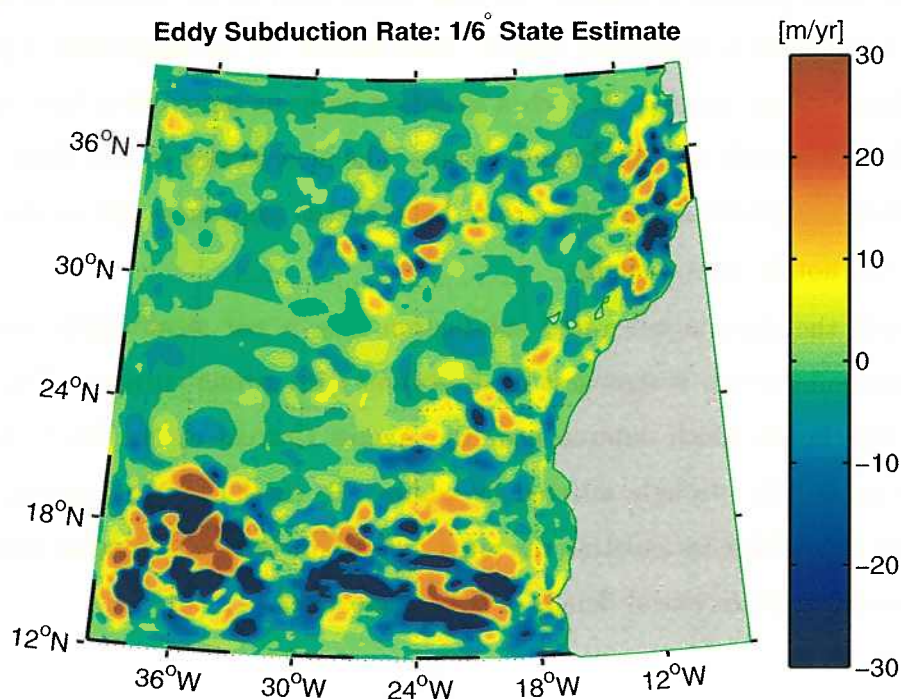 Eddy Subduction Rate: 1/6° State Estimate
[m/yr]
30
20
10
0
−10
−20
−30
36°N
30°N
24°N
18°N
12°N
36°W
30°W
24°W
18°W
12°W